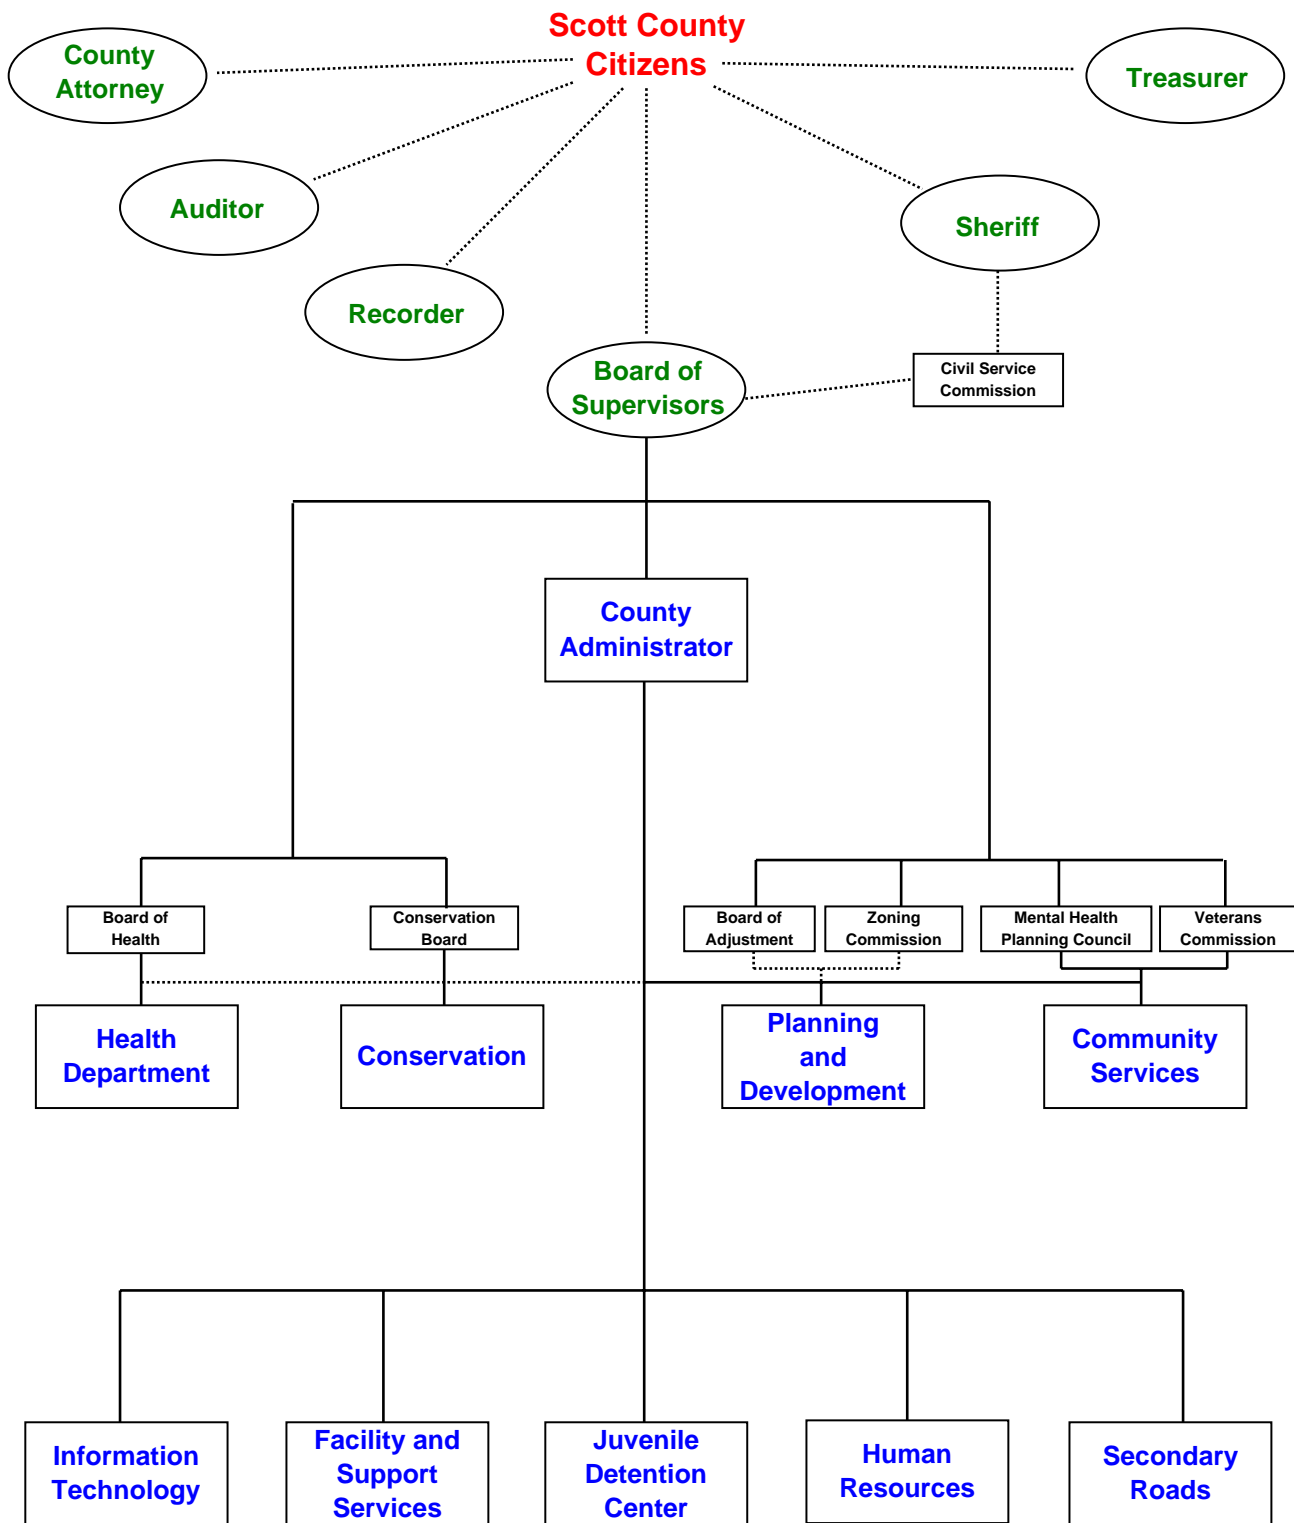 Scott County
Citizens
County
Attorney
Treasurer
Auditor
Sheriff
Recorder
Board of
Supervisors
Civil Service
Commission
County
Administrator
Board of
Health
Conservation
Board
Board of
Adjustment
Zoning
Commission
Mental Health
Planning Council
Veterans
Commission
Health
Department
Conservation
Planning
and
Development
Community
Services
Information
Technology
Facility and
Support
Services
Juvenile
Detention
Center
Human
Resources
Secondary
Roads